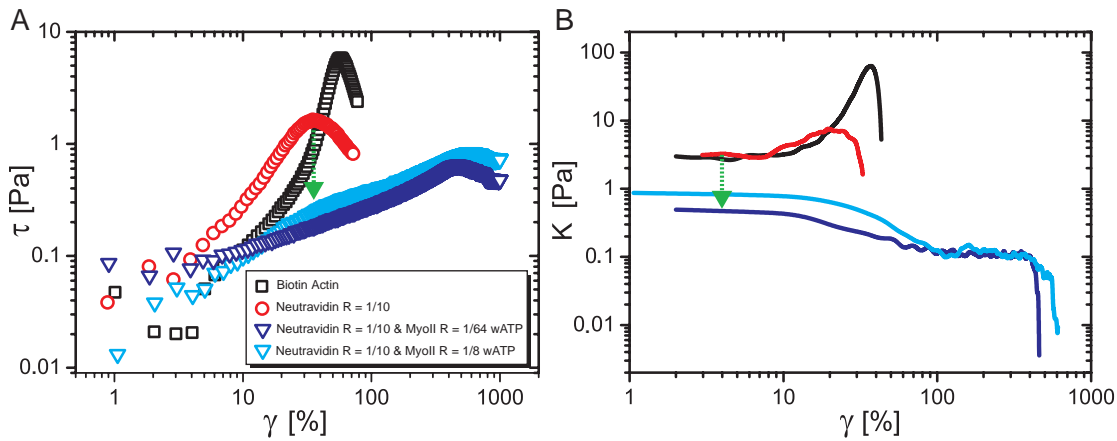 A
10
1
0.1
0.01
τ [Pa]
1
10
100
1000
γ [%]
Biotin Actin
Neutravidin R = 1/10
Neutravidin R = 1/10 & MyoII R = 1/64 wATP
Neutravidin R = 1/10 & MyoII R = 1/8 wATP
B
100
10
1
0.1
0.01
K [Pa]
1
10
100
1000
γ [%]